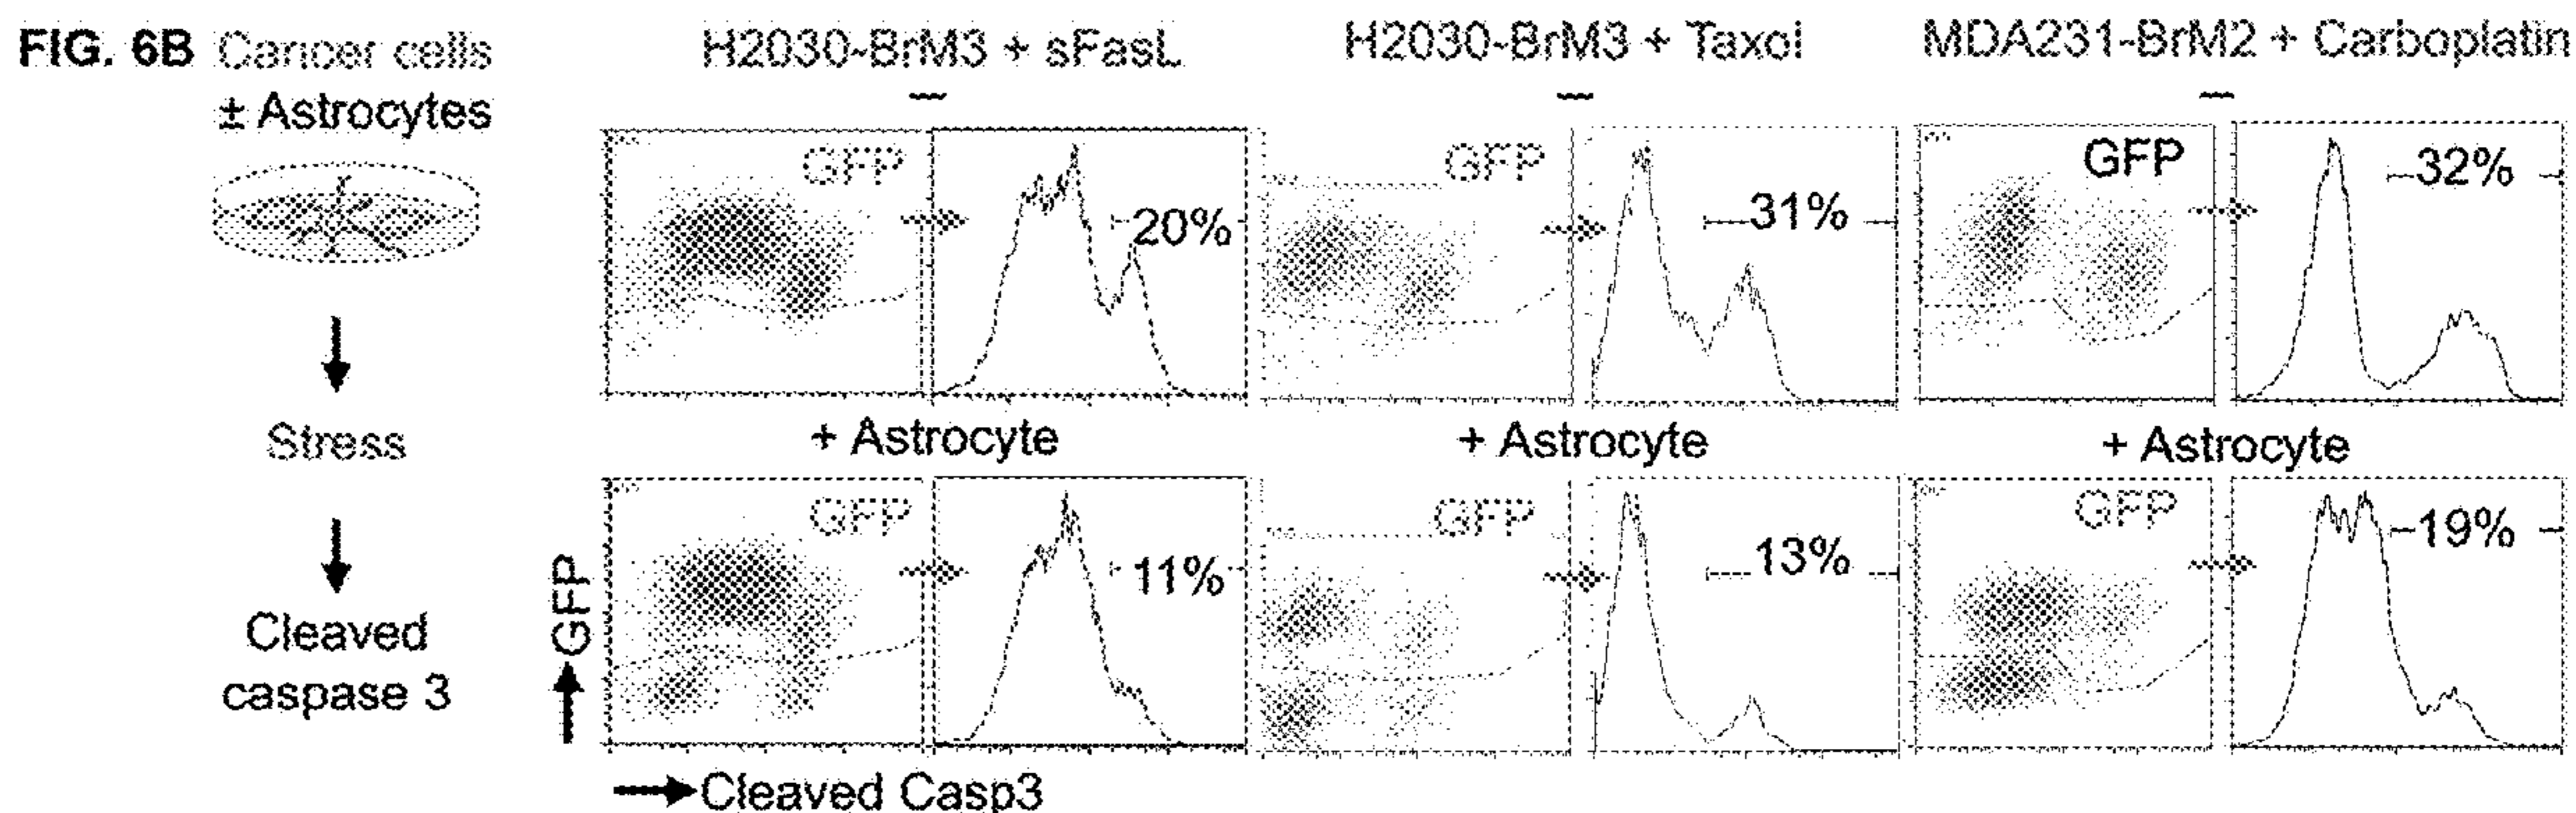 FIG. 6B Cancer cells
± Astrocytes
Stress
Cleaved
caspase 3
H2030-BrM3 + sFasL
H2030-BrM3 + Taxol
MDA231-BrM2 + Carboplatin
–
–
–
GFP
20%
GFP
31%
GFP
32%
+ Astrocyte
+ Astrocyte
+ Astrocyte
GFP
11%
GFP
13%
GFP
19%
GFP
Cleaved Casp3